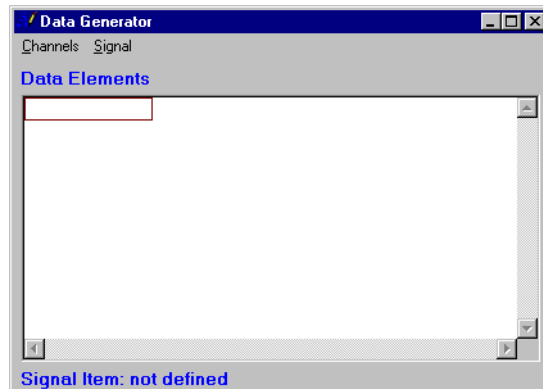 Data Generator
Channels Signal
Data Elements
Signal Item: not defined